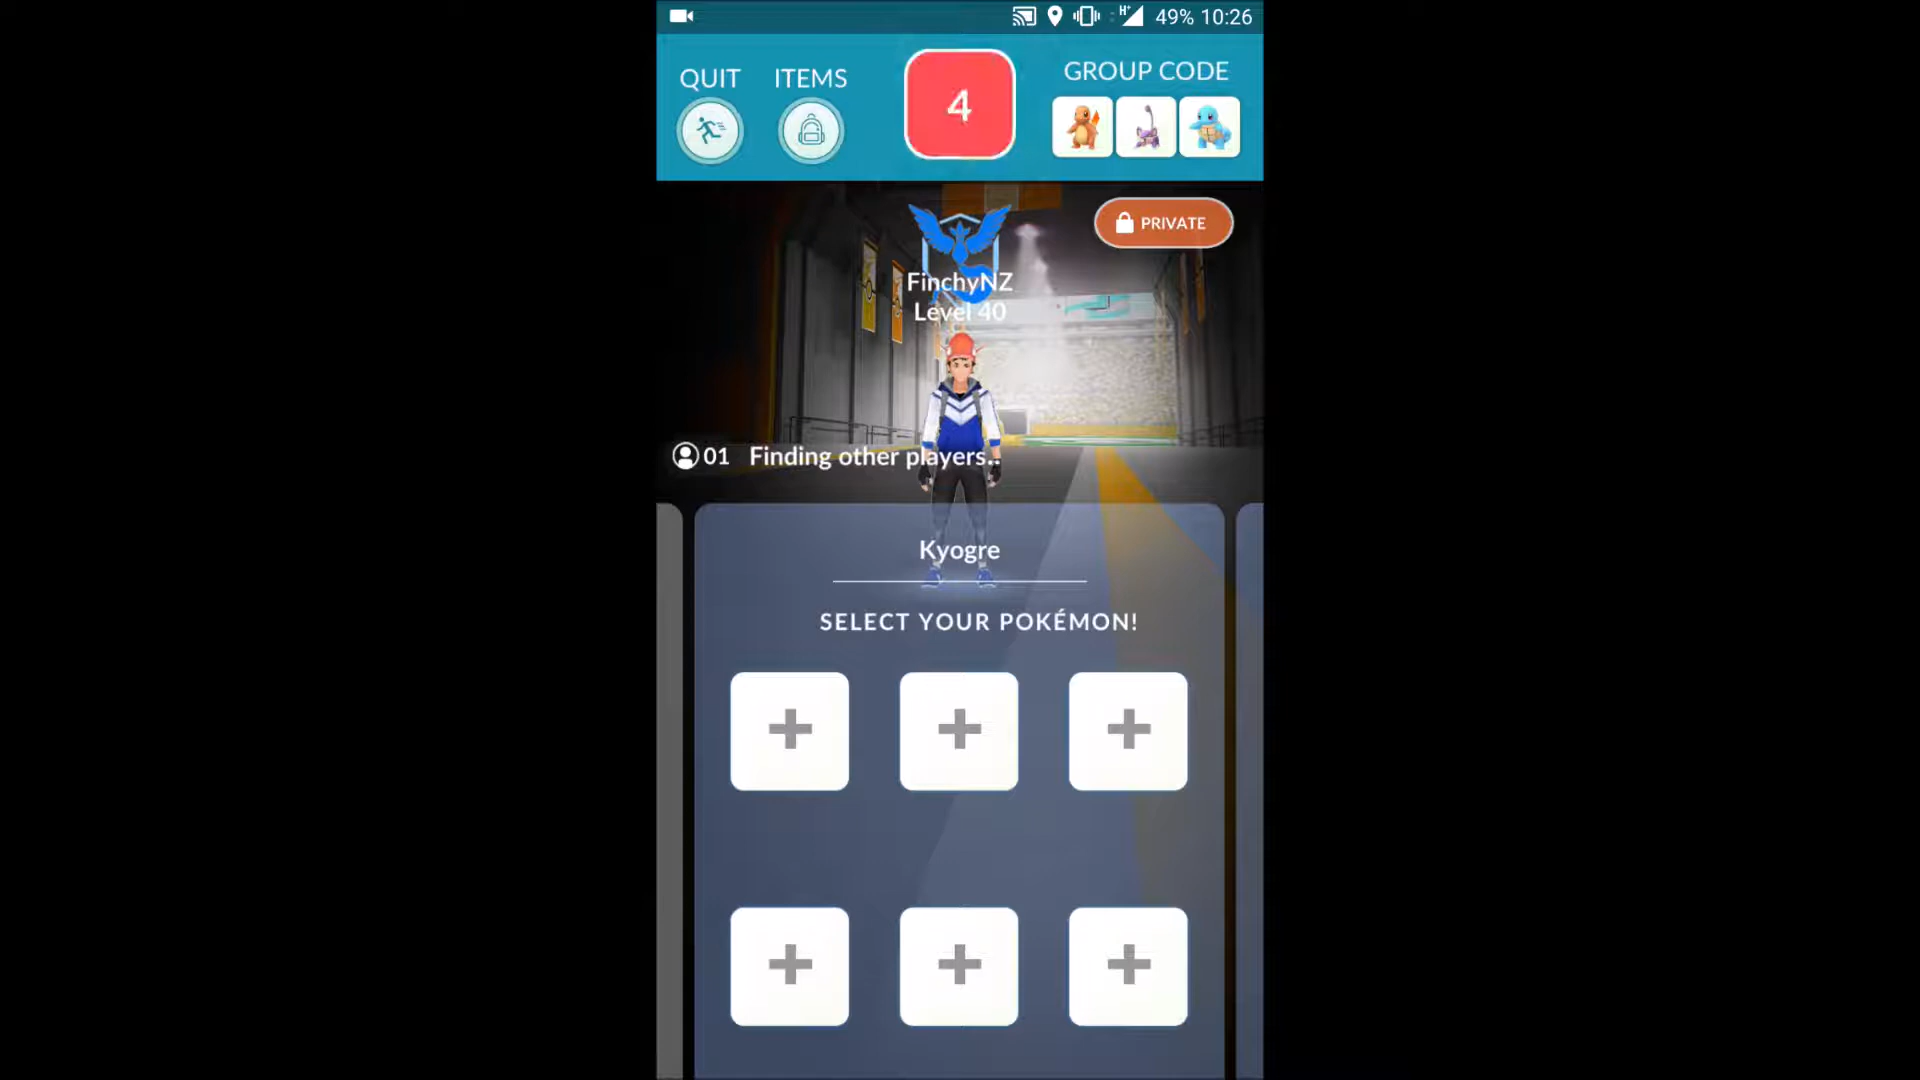 49% 10:26
QUIT
ITEMS
4
GROUP CODE
PRIVATE
FinchyNZ
Level 40
01 Finding other players..
Kyogre
SELECT YOUR POKÉMON!